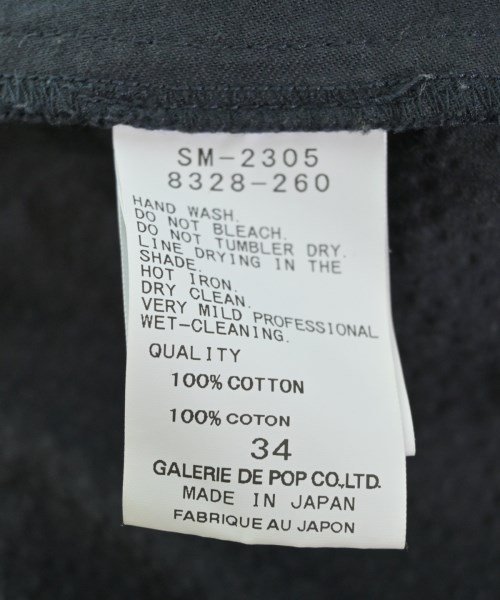 SM-2305
8328-260
HAND WASH.
DO NOT BLEACH.
DO NOT TUMBLER DRY.
LINE DRYING IN THE
SHADE.
HOT IRON.
DRY CLEAN.
VERY MILD PROFESSIONAL
WET-CLEANING.
QUALITY
100% COTTON
100% COTON
34
GALERIE DE POP CO.,LTD.
MADE IN JAPAN
FABRIQUE AU JAPON